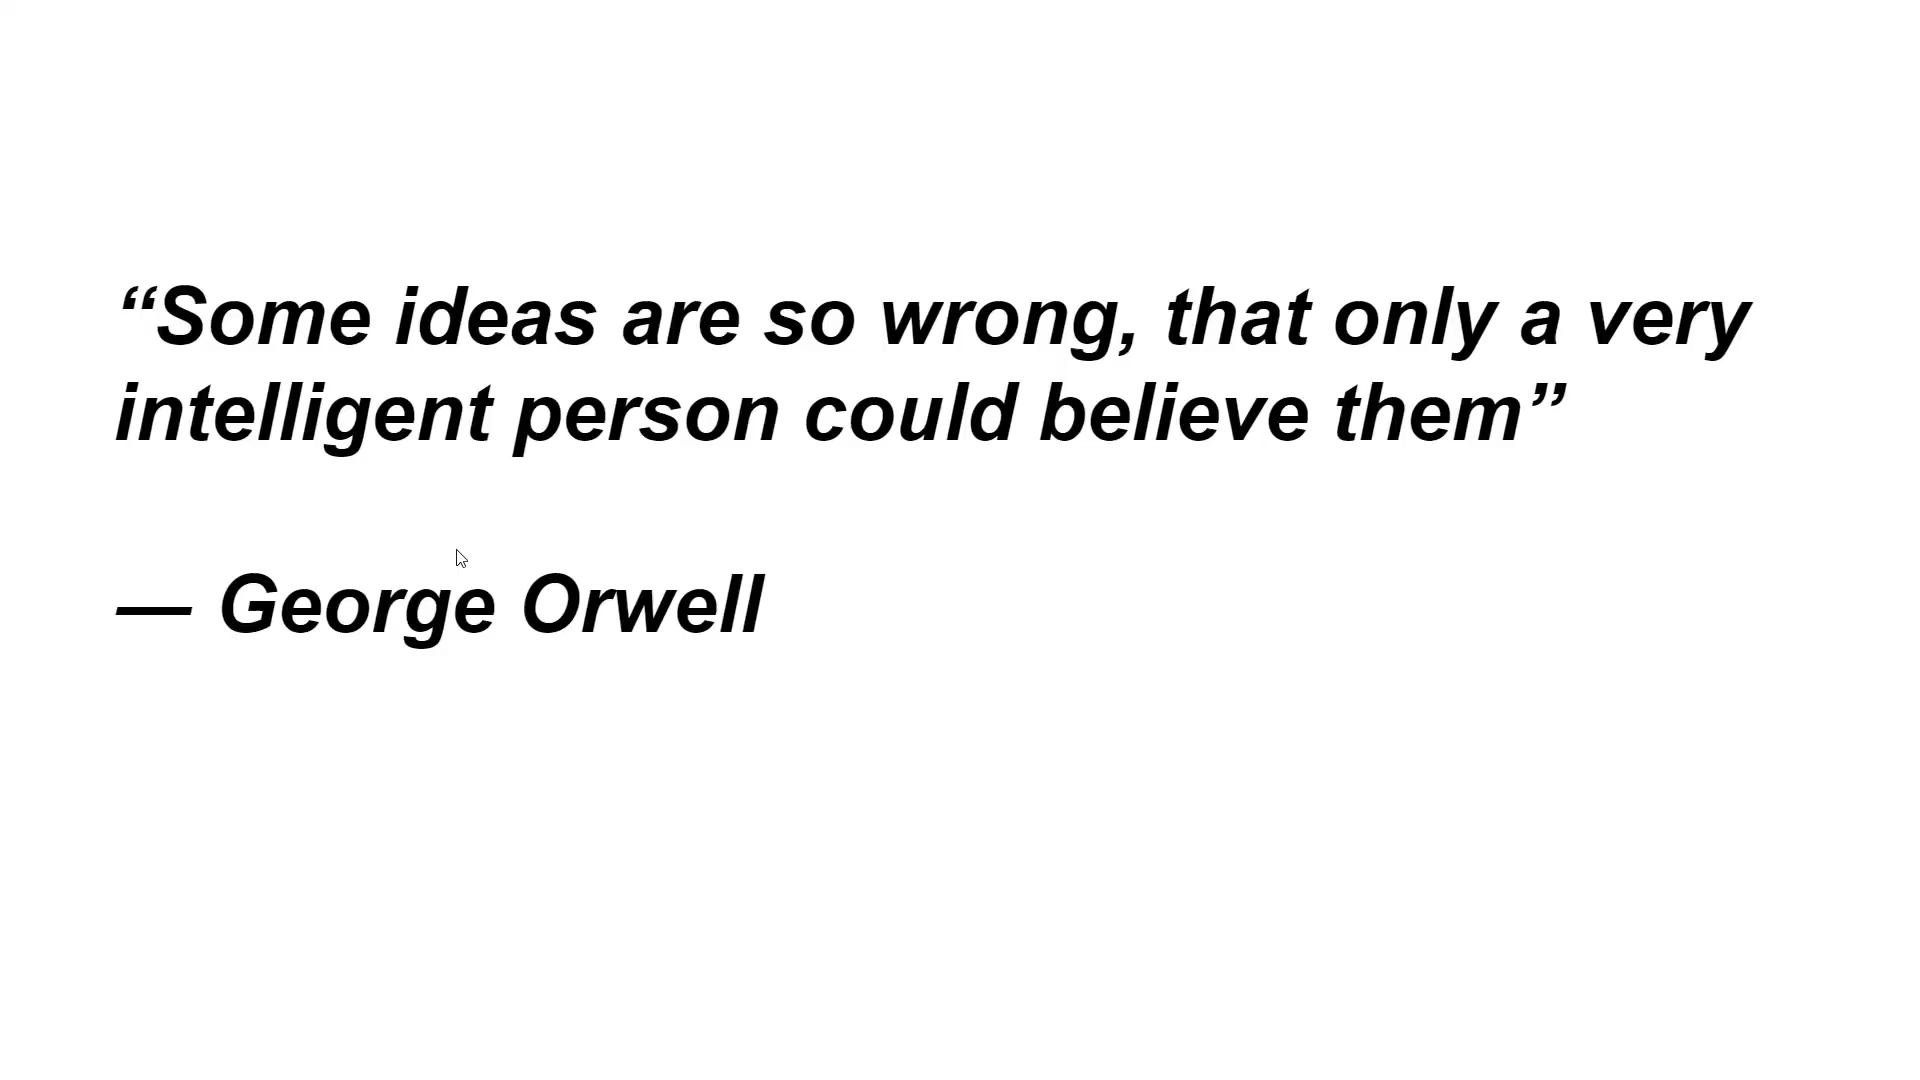 “Some ideas are so wrong, that only a very
intelligent person could believe them”
— George Orwell